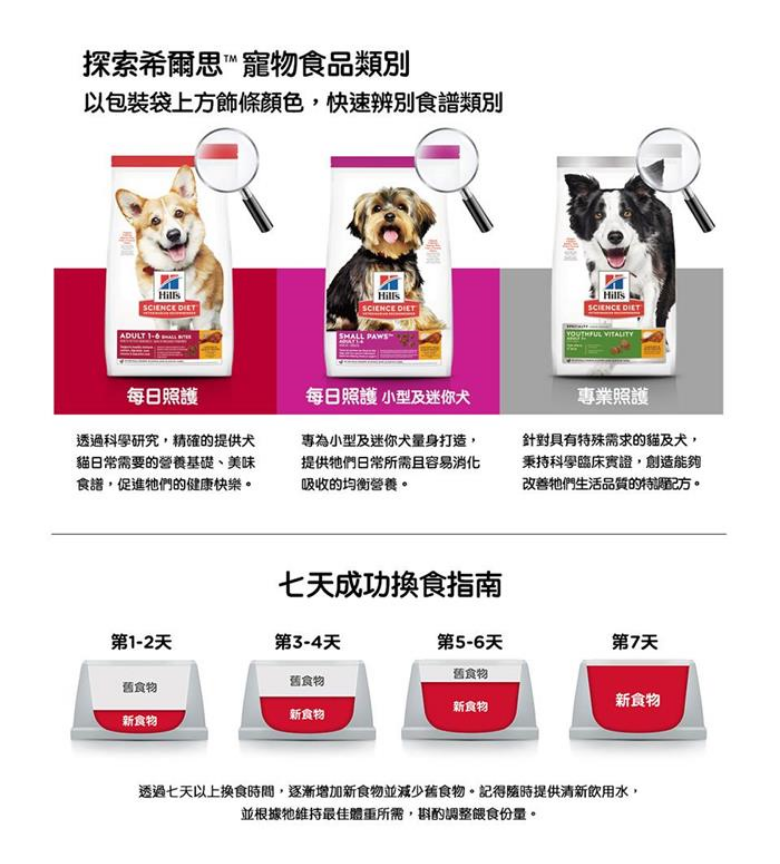 探索希爾思™ 寵物食品類別
以包裝袋上方飾條顏色，快速辨別食譜類別
Hill's
SCIENCE DIET
ADULT 1-6 SMALL BITES
Hill's
SCIENCE DIET
SMALL PAWS™
ADULT 1-6
Hill's
SCIENCE DIET
YOUTHFUL VITALITY
ADULT 7+
每日照護
每日照護 小型及迷你犬
專業照護
透過科學研究，精確的提供犬
貓日常需要的營養基礎、美味
食譜，促進牠們的健康快樂。
專為小型及迷你犬量身打造，
提供牠們日常所需且容易消化
吸收的均衡營養。
針對具有特殊需求的貓及犬，
秉持科學臨床實證，創造能夠
改善牠們生活品質的特調配方。
七天成功換食指南
第1-2天
第3-4天
第5-6天
第7天
舊食物
新食物
舊食物
新食物
舊食物
新食物
新食物
透過七天以上換食時間，逐漸增加新食物並減少舊食物。記得隨時提供清新飲用水，
並根據牠維持最佳體重所需，斟酌調整餵食份量。